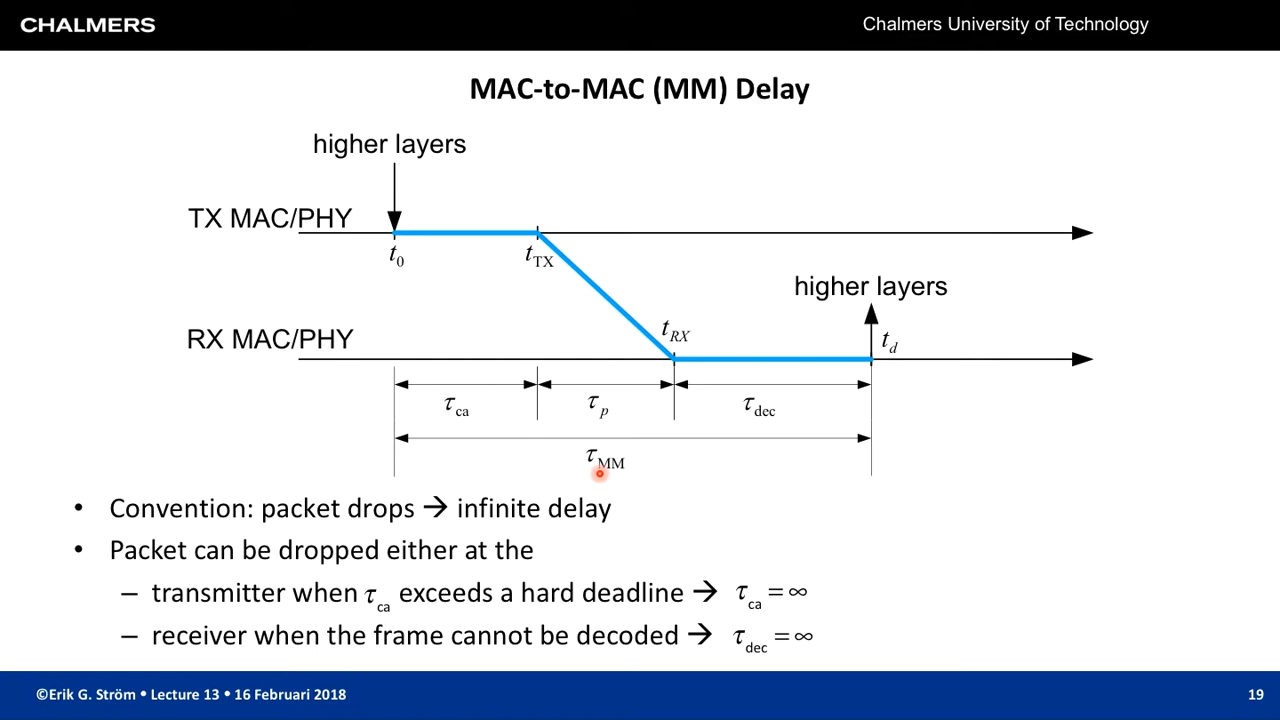 CHALMERS
Chalmers University of Technology
MAC-to-MAC (MM) Delay
higher layers
TX MAC/PHY
t0
tTX
higher layers
RX MAC/PHY
tRX
td
τca
τp
τdec
τMM
• Convention: packet drops → infinite delay
• Packet can be dropped either at the
– transmitter when τca exceeds a hard deadline → τca = ∞
– receiver when the frame cannot be decoded → τdec = ∞
©Erik G. Ström • Lecture 13 • 16 Februari 2018
19